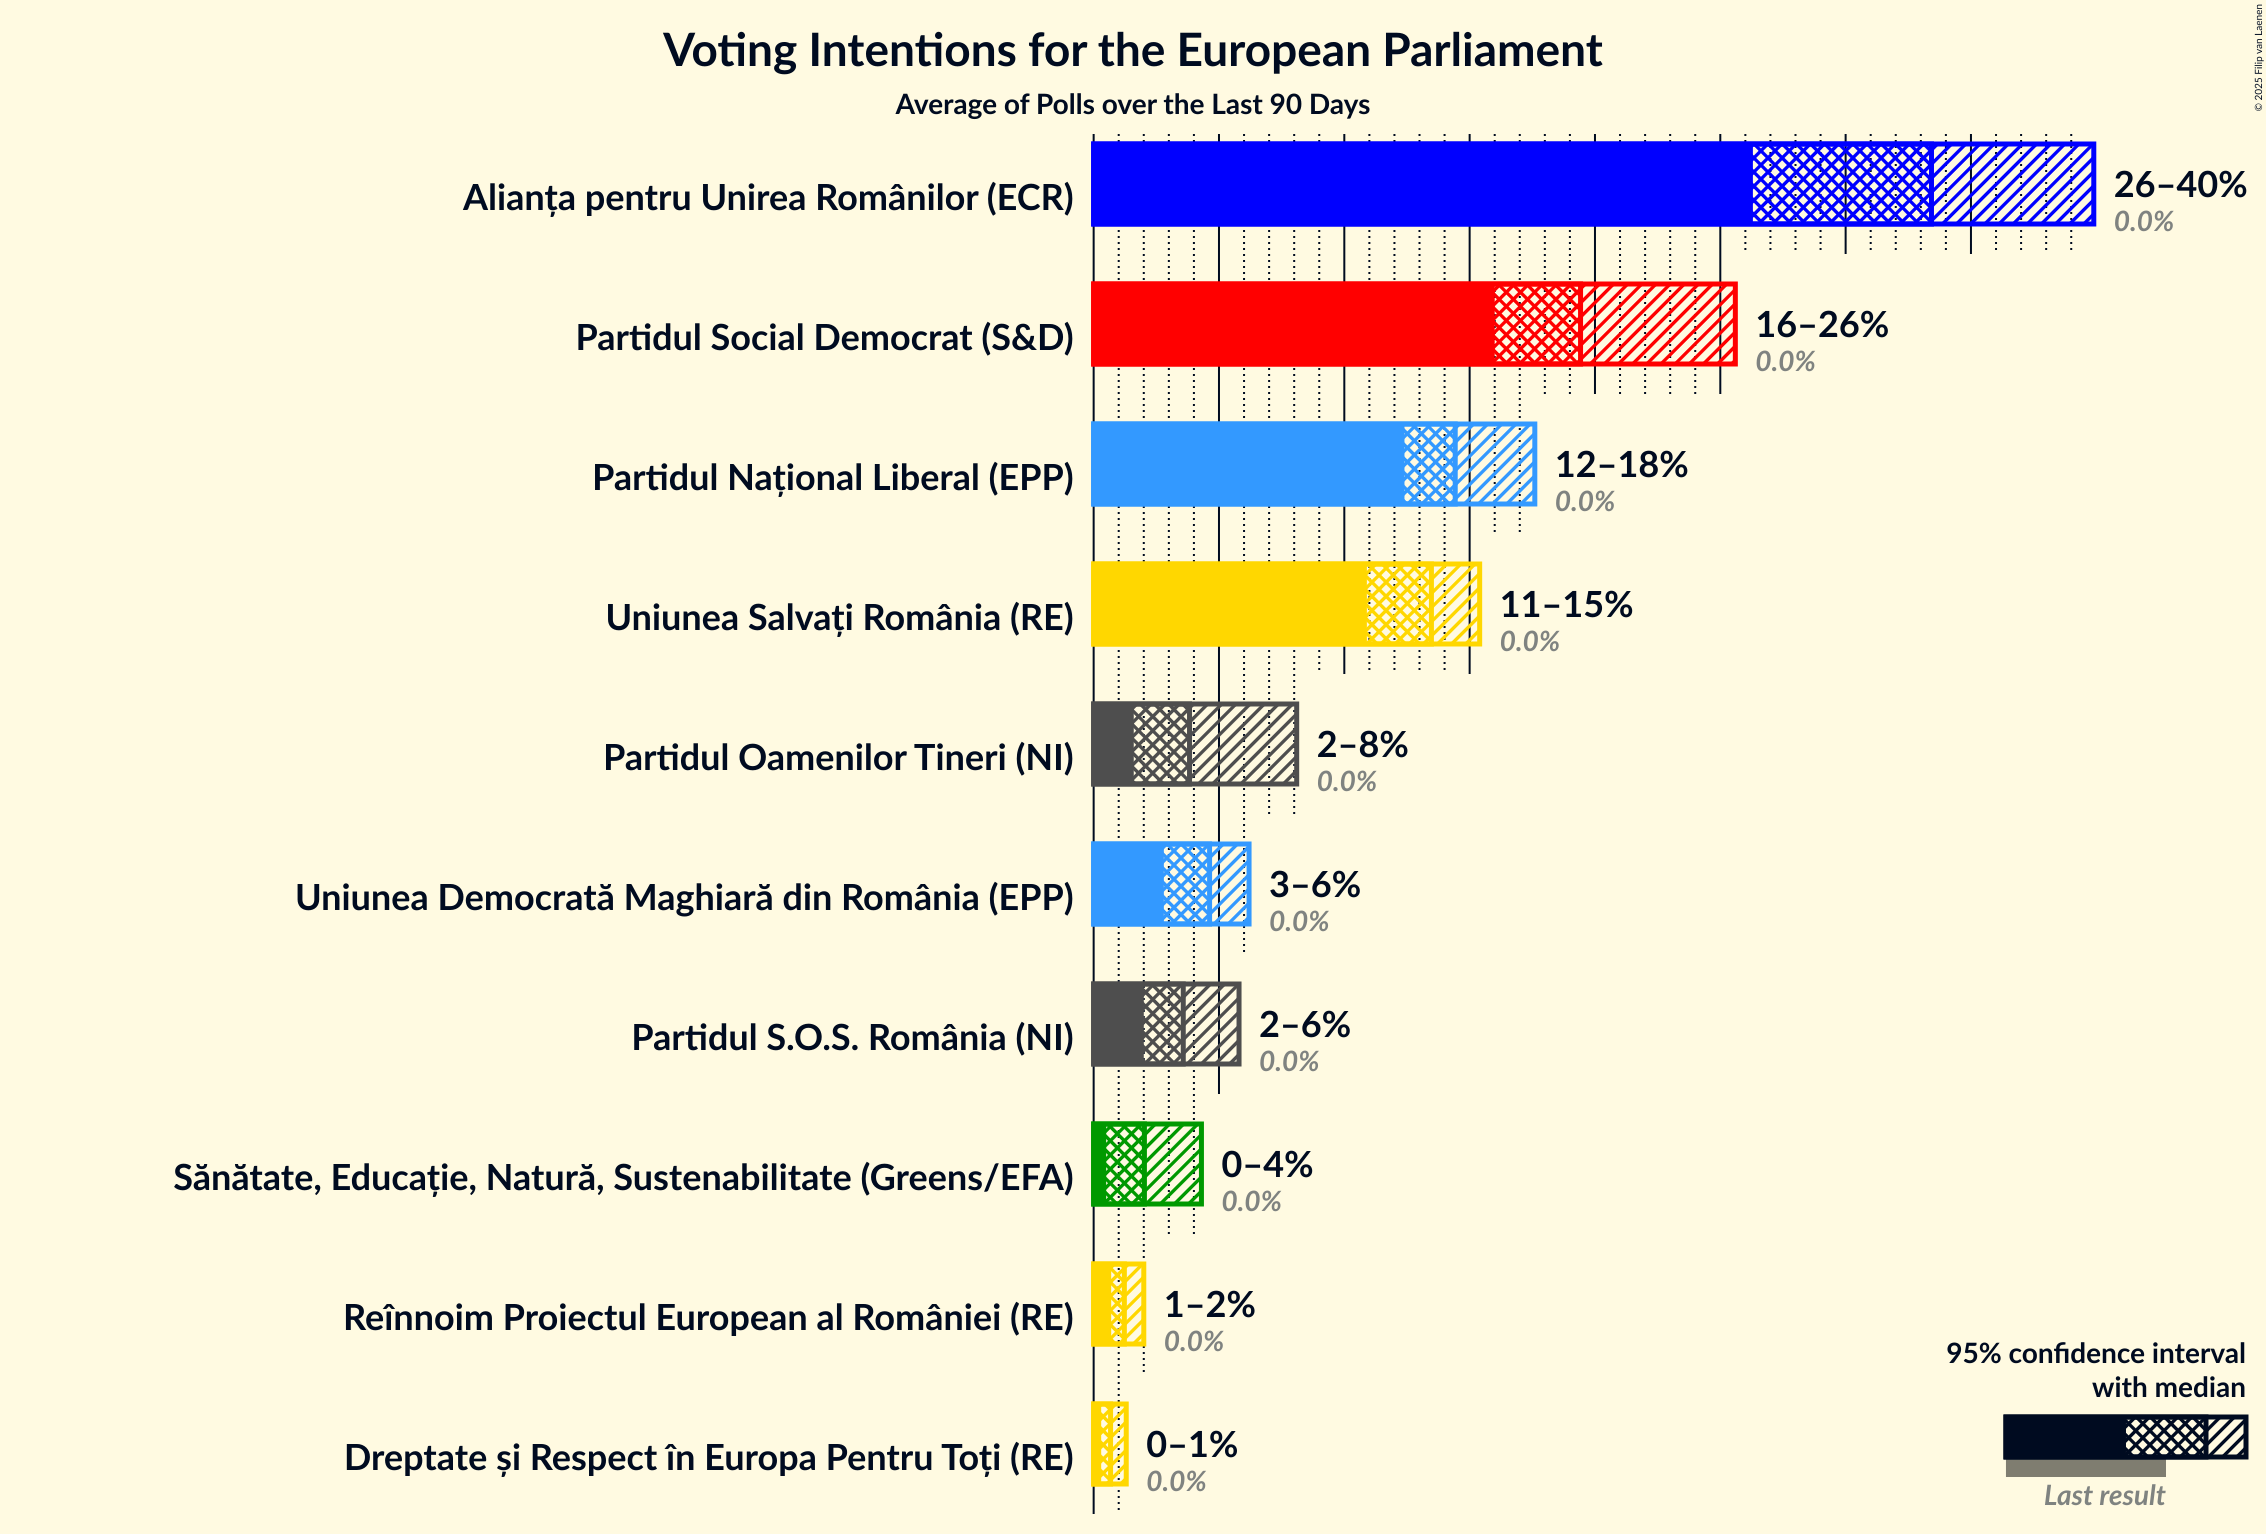 Voting Intentions for the European Parliament
Average of Polls over the Last 90 Days
© 2025 Filip van Laenen
Alianța pentru Unirea Românilor (ECR)
26–40%
0.0%
Partidul Social Democrat (S&D)
16–26%
0.0%
Partidul Național Liberal (EPP)
12–18%
0.0%
Uniunea Salvați România (RE)
11–15%
0.0%
Partidul Oamenilor Tineri (NI)
2–8%
0.0%
Uniunea Democrată Maghiară din România (EPP)
3–6%
0.0%
Partidul S.O.S. România (NI)
2–6%
0.0%
Sănătate, Educație, Natură, Sustenabilitate (Greens/EFA)
0–4%
0.0%
Reînnoim Proiectul European al României (RE)
1–2%
0.0%
Dreptate și Respect în Europa Pentru Toți (RE)
0–1%
0.0%
95% confidence interval
with median
Last result